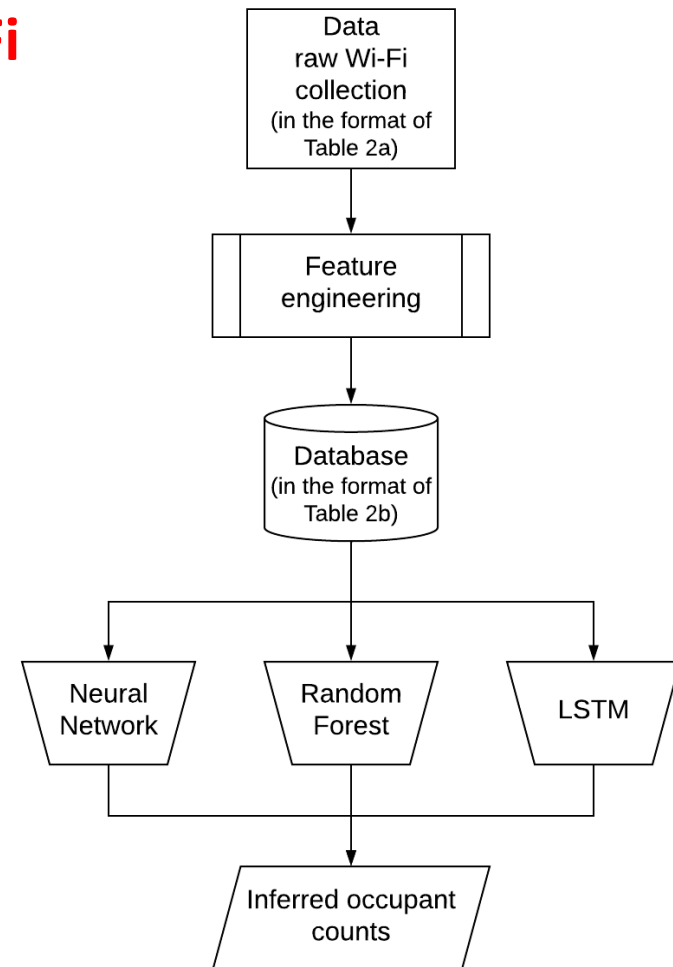 Fi
Data
raw Wi-Fi
collection
(in the format of
Table 2a)
Feature
engineering
Database
(in the format of
Table 2b)
Neural
Network
Random
Forest
LSTM
Inferred occupant
counts